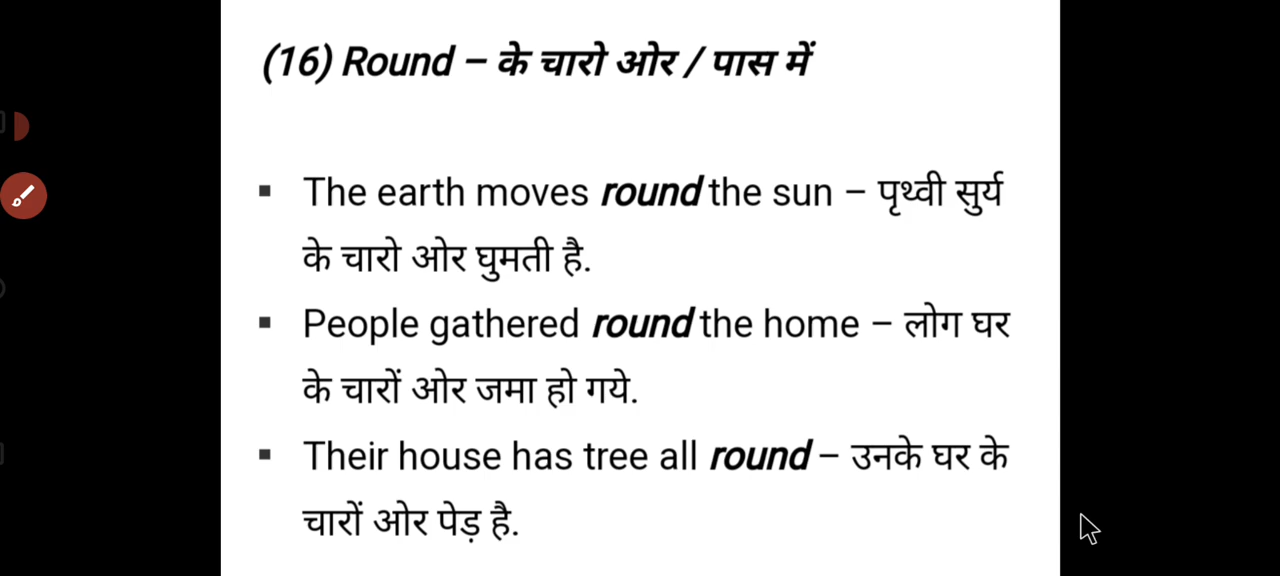 (16) Round – के चारो ओर / पास में
▪ The earth moves round the sun – पृथ्वी सुर्य
के चारो ओर घुमती है.
▪ People gathered round the home – लोग घर
के चारों ओर जमा हो गये.
▪ Their house has tree all round – उनके घर के
चारों ओर पेड़ है.